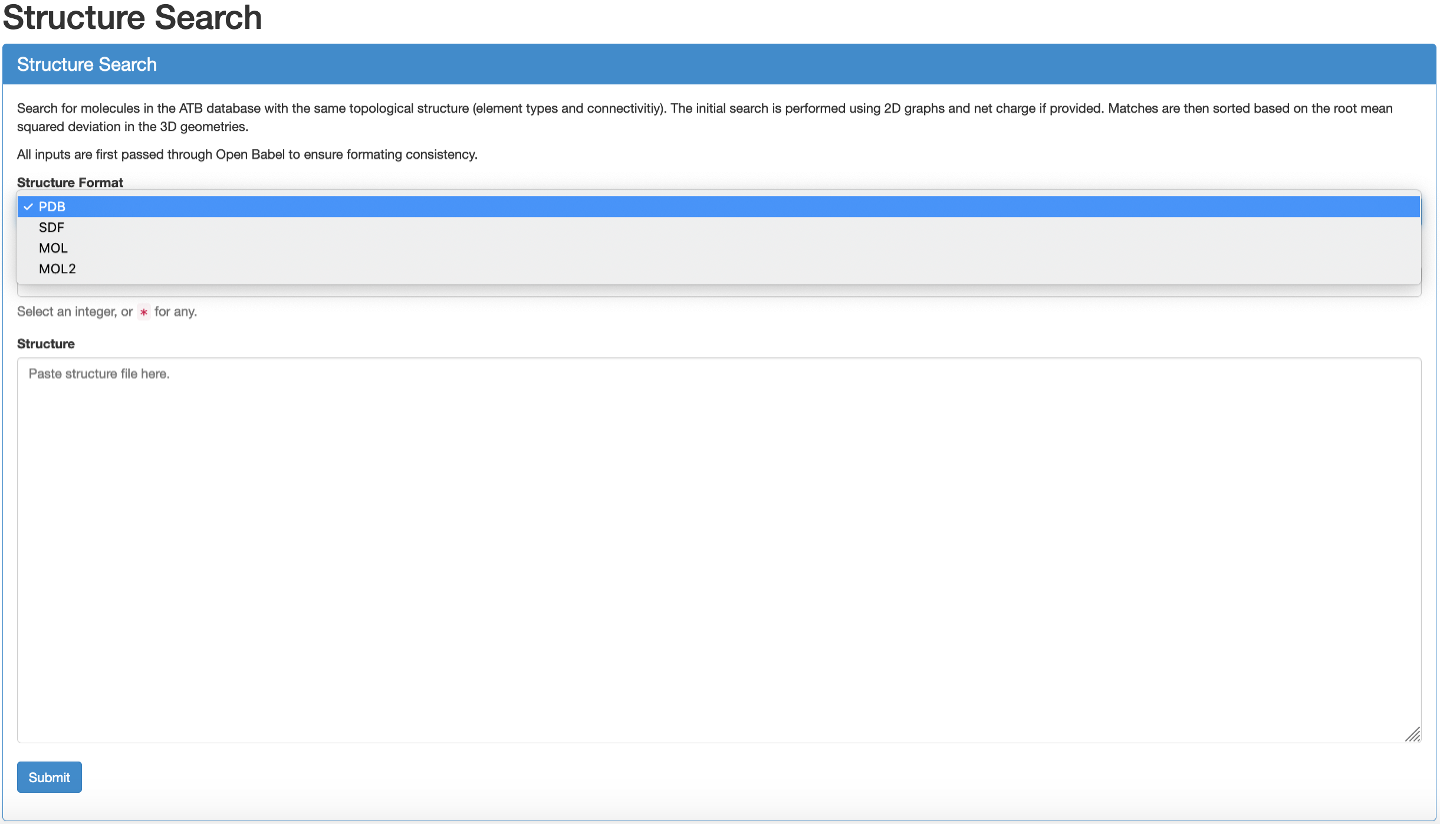 Structure Search
Structure Search
Search for molecules in the ATB database with the same topological structure (element types and connectivitiy). The initial search is performed using 2D graphs and net charge if provided. Matches are then sorted based on the root mean
squared deviation in the 3D geometries.
All inputs are first passed through Open Babel to ensure formating consistency.
Structure Format
✓ PDB
SDF
MOL
MOL2
Select an integer, or * for any.
Structure
Paste structure file here.
Submit